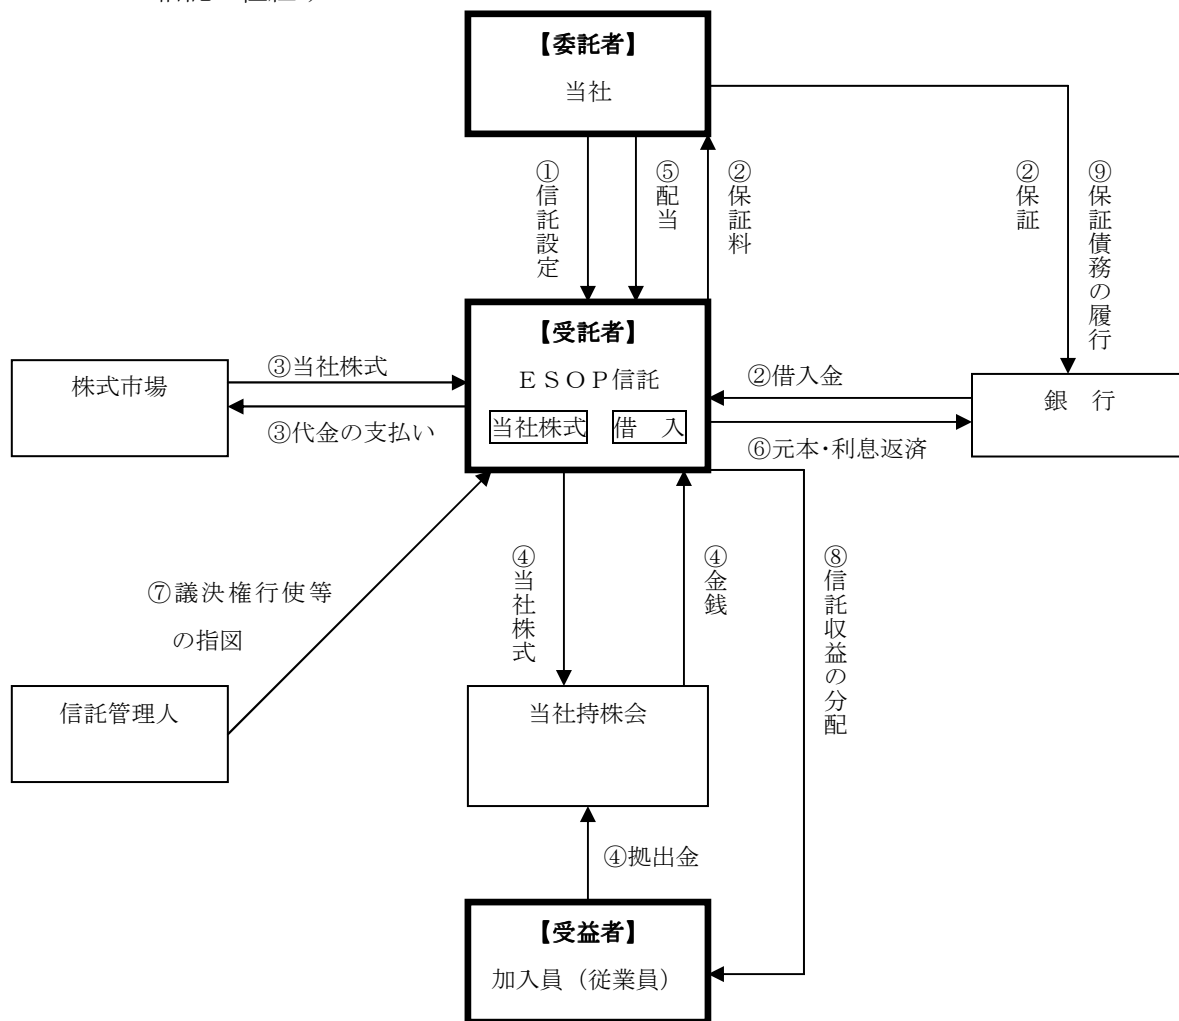 【委託者】
当社
①信託設定
⑤配当
②保証料
②保証
⑨保証債務の履行
【受託者】
ＥＳＯＰ信託
当社株式
借　入
株式市場
③当社株式
③代金の支払い
②借入金
⑥元本・利息返済
銀　行
⑦議決権行使等
の指図
④当社株式
④金銭
⑧信託収益の分配
信託管理人
当社持株会
④拠出金
【受益者】
加入員（従業員）